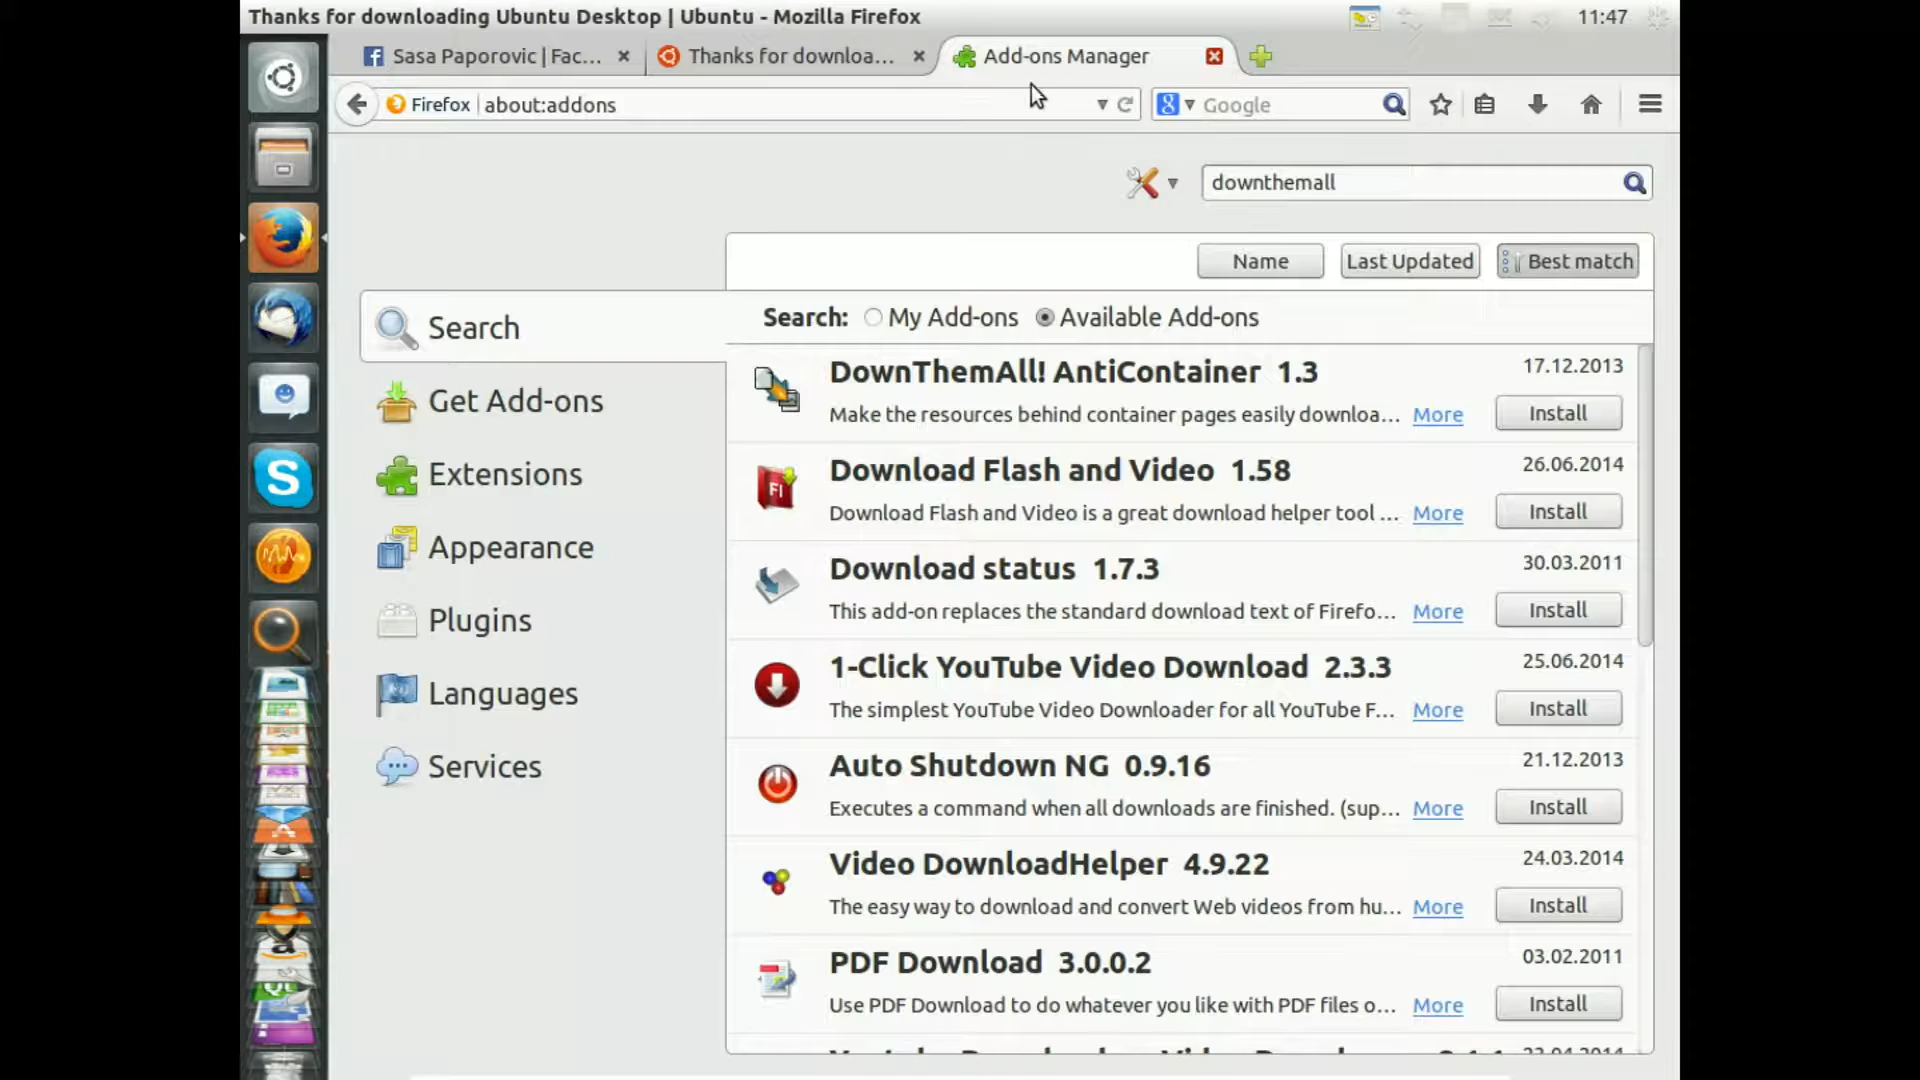 Thanks for downloading Ubuntu Desktop | Ubuntu - Mozilla Firefox
11:47
Sasa Paporovic | Fac...
Thanks for downloa...
Add-ons Manager
Firefox
about:addons
Google
downthemall
Name
Last Updated
Best match
Search
Get Add-ons
Extensions
Appearance
Plugins
Languages
Services
Search:
My Add-ons
Available Add-ons
DownThemAll! AntiContainer 1.3
17.12.2013
Make the resources behind container pages easily downloa... More
Install
Download Flash and Video 1.58
26.06.2014
Download Flash and Video is a great download helper tool ... More
Install
Download status 1.7.3
30.03.2011
This add-on replaces the standard download text of Firefo... More
Install
1-Click YouTube Video Download 2.3.3
25.06.2014
The simplest YouTube Video Downloader for all YouTube F... More
Install
Auto Shutdown NG 0.9.16
21.12.2013
Executes a command when all downloads are finished. (sup... More
Install
Video DownloadHelper 4.9.22
24.03.2014
The easy way to download and convert Web videos from hu... More
Install
PDF Download 3.0.0.2
03.02.2011
Use PDF Download to do whatever you like with PDF files o... More
Install